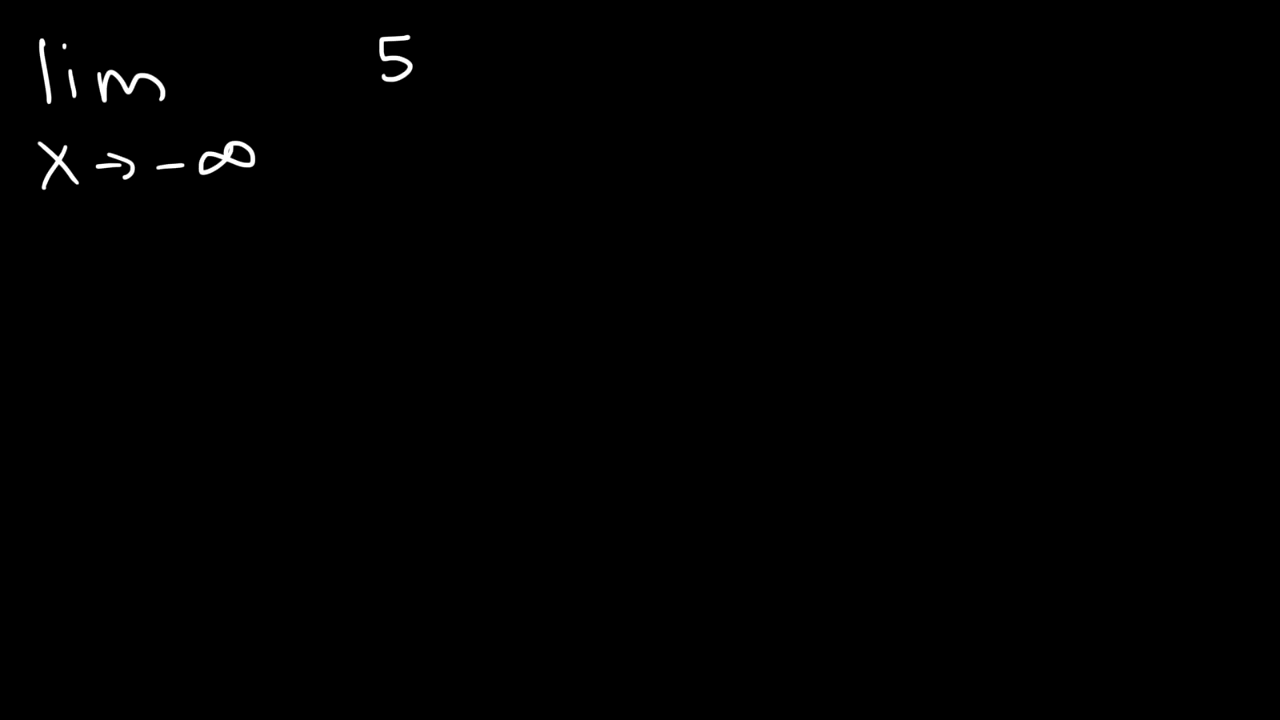 lim 5
x → - ∞